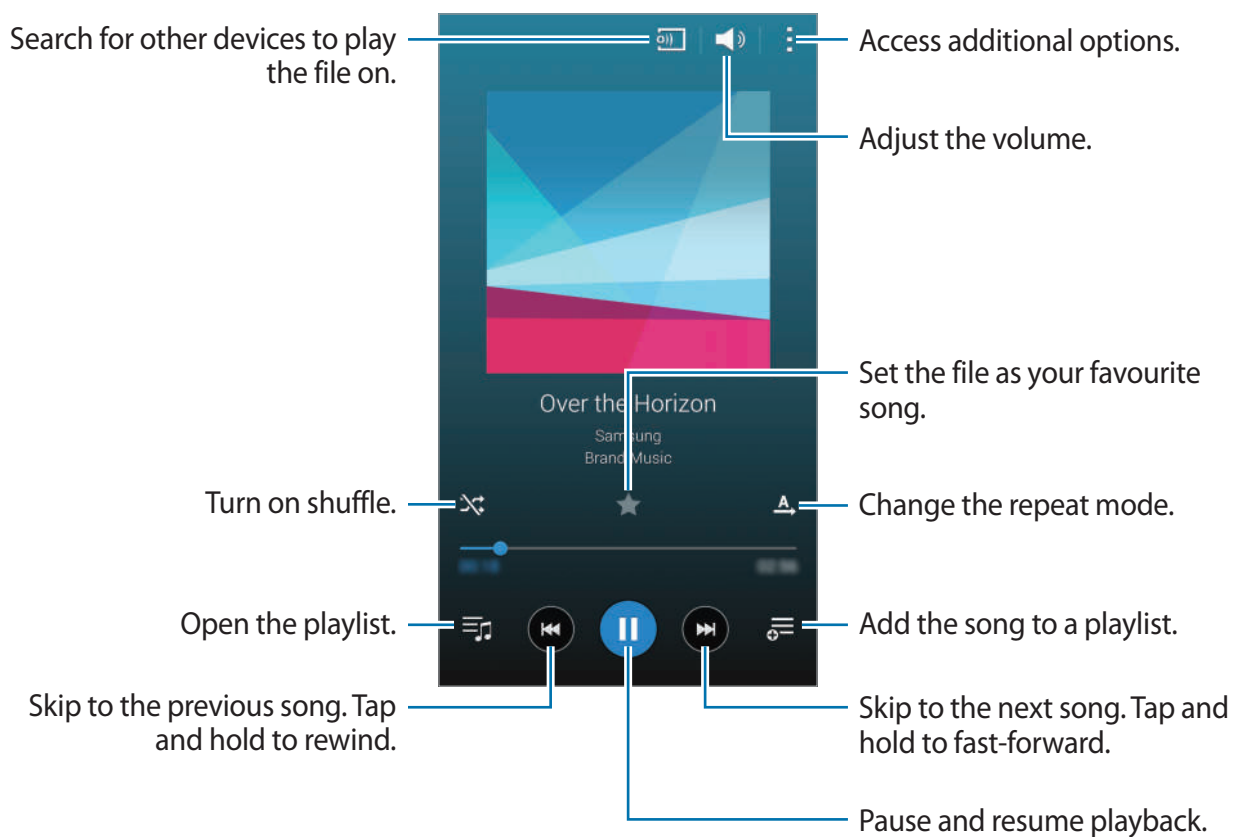 Search for other devices to play
the file on.
Access additional options.
Adjust the volume.
Set the file as your favourite
song.
Over the Horizon
Samsung
Brand Music
Turn on shuffle.
A
Change the repeat mode.
Open the playlist.
Add the song to a playlist.
Skip to the previous song. Tap
and hold to rewind.
Skip to the next song. Tap and
hold to fast-forward.
Pause and resume playback.